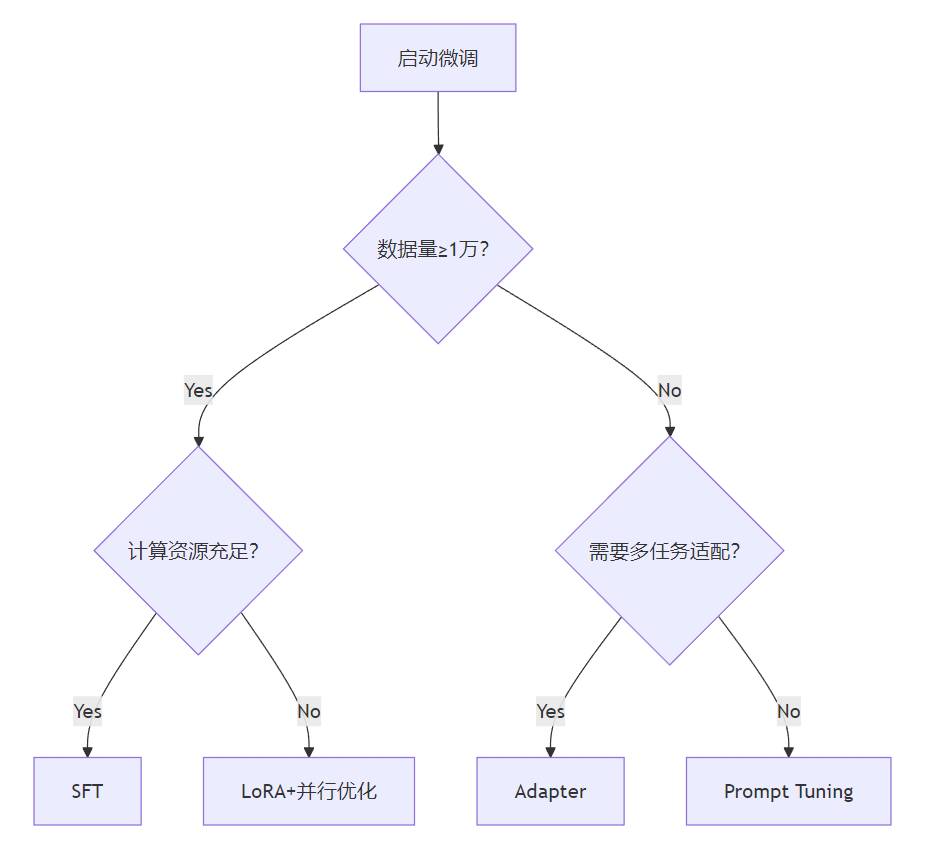 启动微调
数据量≥1万?
Yes
No
计算资源充足?
需要多任务适配?
Yes
No
Yes
No
SFT
LoRA+并行优化
Adapter
Prompt Tuning